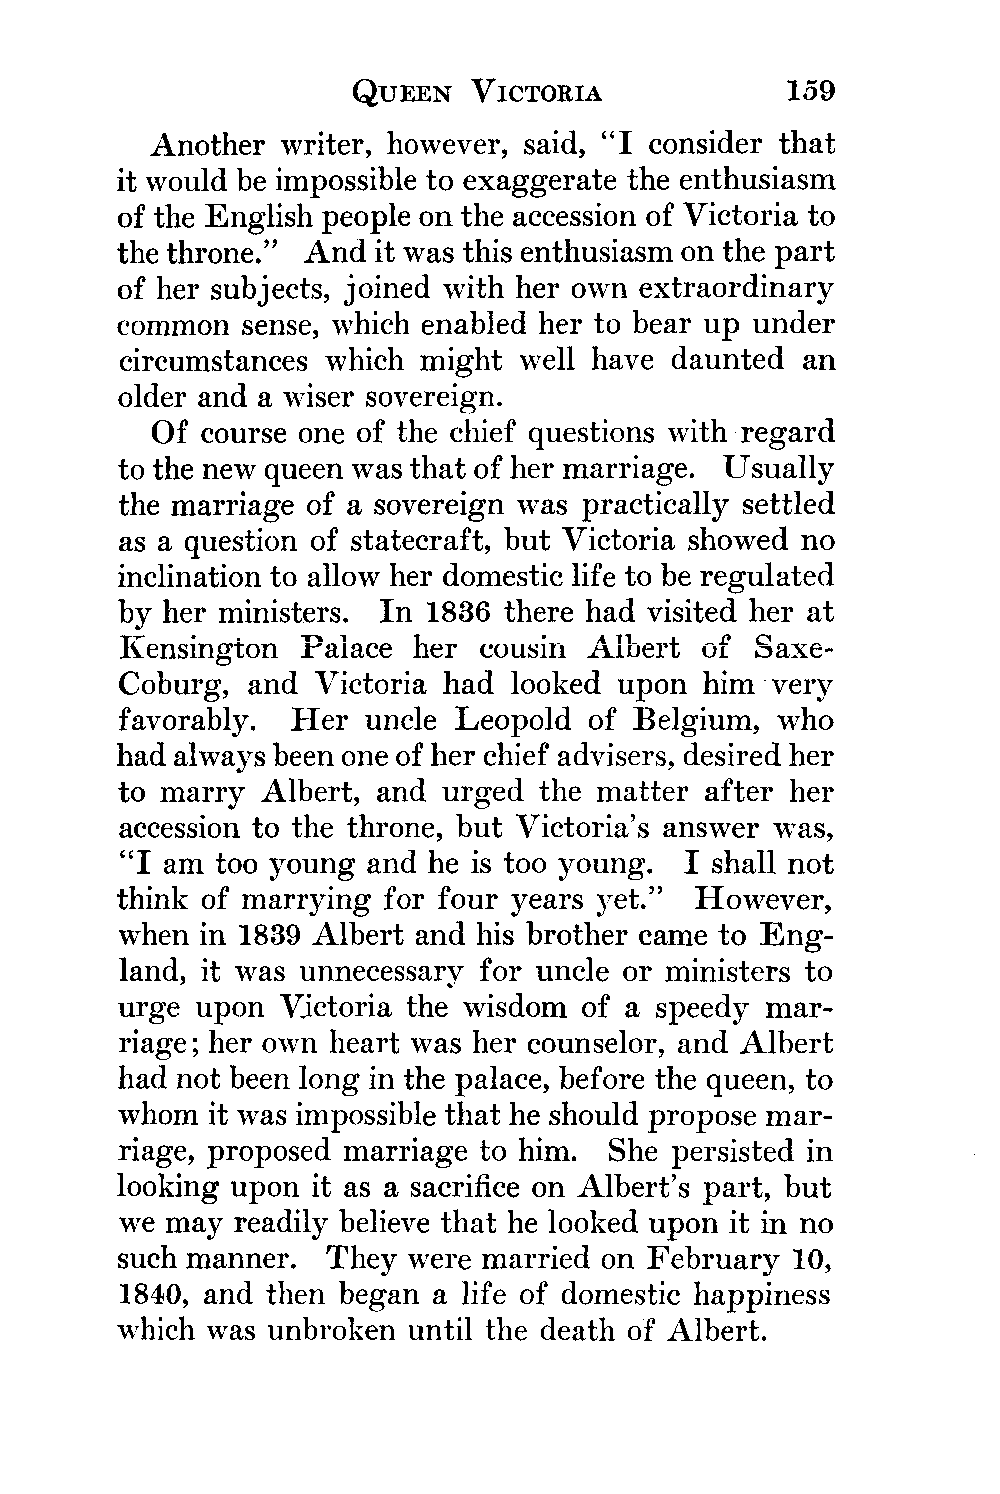 QUEEN VICTORIA 159
Another writer, however, said, "I consider that
it would be impossible to exaggerate the enthusiasm
of the English people on the accession of Victoria to
the throne." And it was this enthusiasm on the part
of her subjects, joined with her own extraordinary
common sense, which enabled her to bear up under
circumstances which might well have daunted an
older and a wiser sovereign.
Of course one of the chief questions with regard
to the new queen was that of her marriage. Usually
the marriage of a sovereign was practically settled
as a question of statecraft, but Victoria showed no
inclination to allow her domestic life to be regulated
by her ministers. In 1836 there had visited her at
Kensington Palace her cousin Albert of Saxe-
Coburg, and Victoria had looked upon him very
favorably. Her uncle Leopold of Belgium, who
had always been one of her chief advisers, desired her
to marry Albert, and urged the matter after her
accession to the throne, but Victoria's answer was,
"I am too young and he is too young. I shall not
think of marrying for four years yet." However,
when in 1839 Albert and his brother came to Eng-
land, it was unnecessary for uncle or ministers to
urge upon Victoria the wisdom of a speedy mar-
riage; her own heart was her counselor, and Albert
had not been long in the palace, before the queen, to
whom it was impossible that he should propose mar-
riage, proposed marriage to him. She persisted in
looking upon it as a sacrifice on Albert's part, but
we may readily believe that he looked upon it in no
such manner. They were married on February 10,
1840, and then began a life of domestic happiness
which was unbroken until the death of Albert.